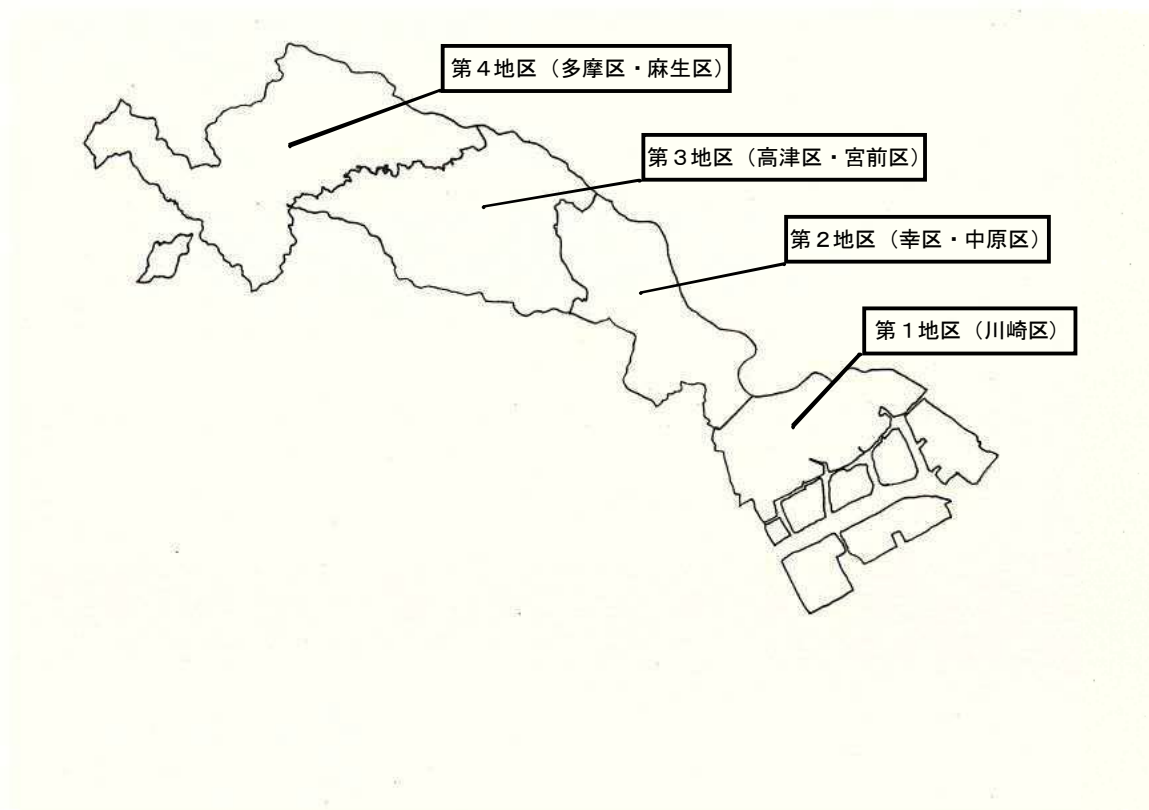 第４地区（多摩区・麻生区）
第３地区（高津区・宮前区）
第２地区（幸区・中原区）
第１地区（川崎区）